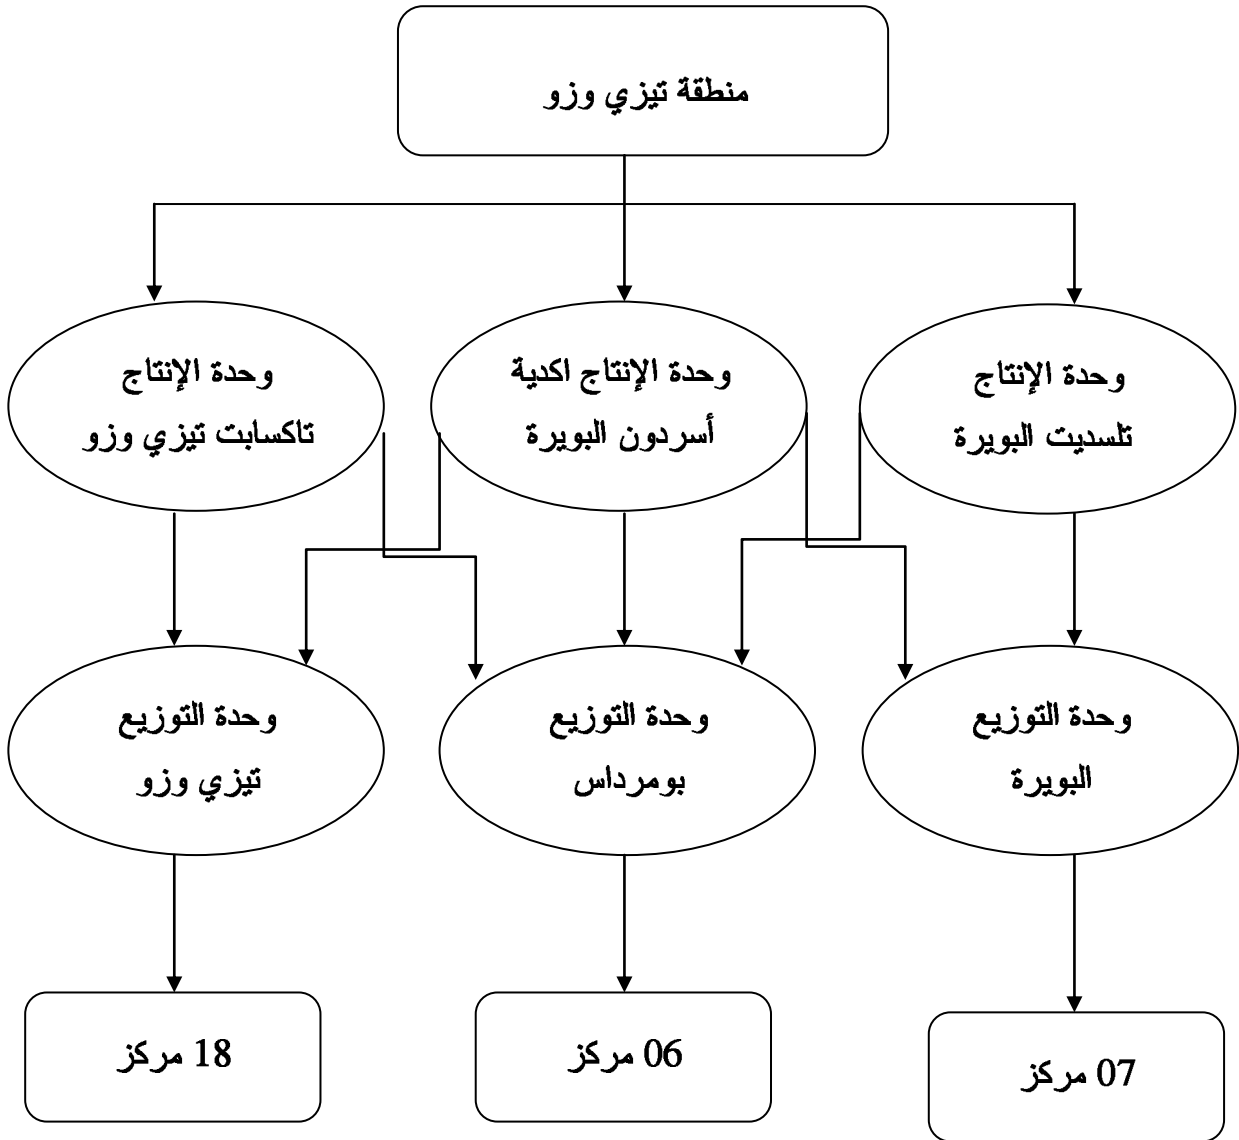 منطقة تيزي وزو
وحدة الإنتاج
تلسديت البويرة
وحدة الإنتاج اكدية
أسردون البويرة
وحدة الإنتاج
تاكسابت تيزي وزو
وحدة التوزيع
البويرة
وحدة التوزيع
بومرداس
وحدة التوزيع
تيزي وزو
07 مركز
06 مركز
18 مركز